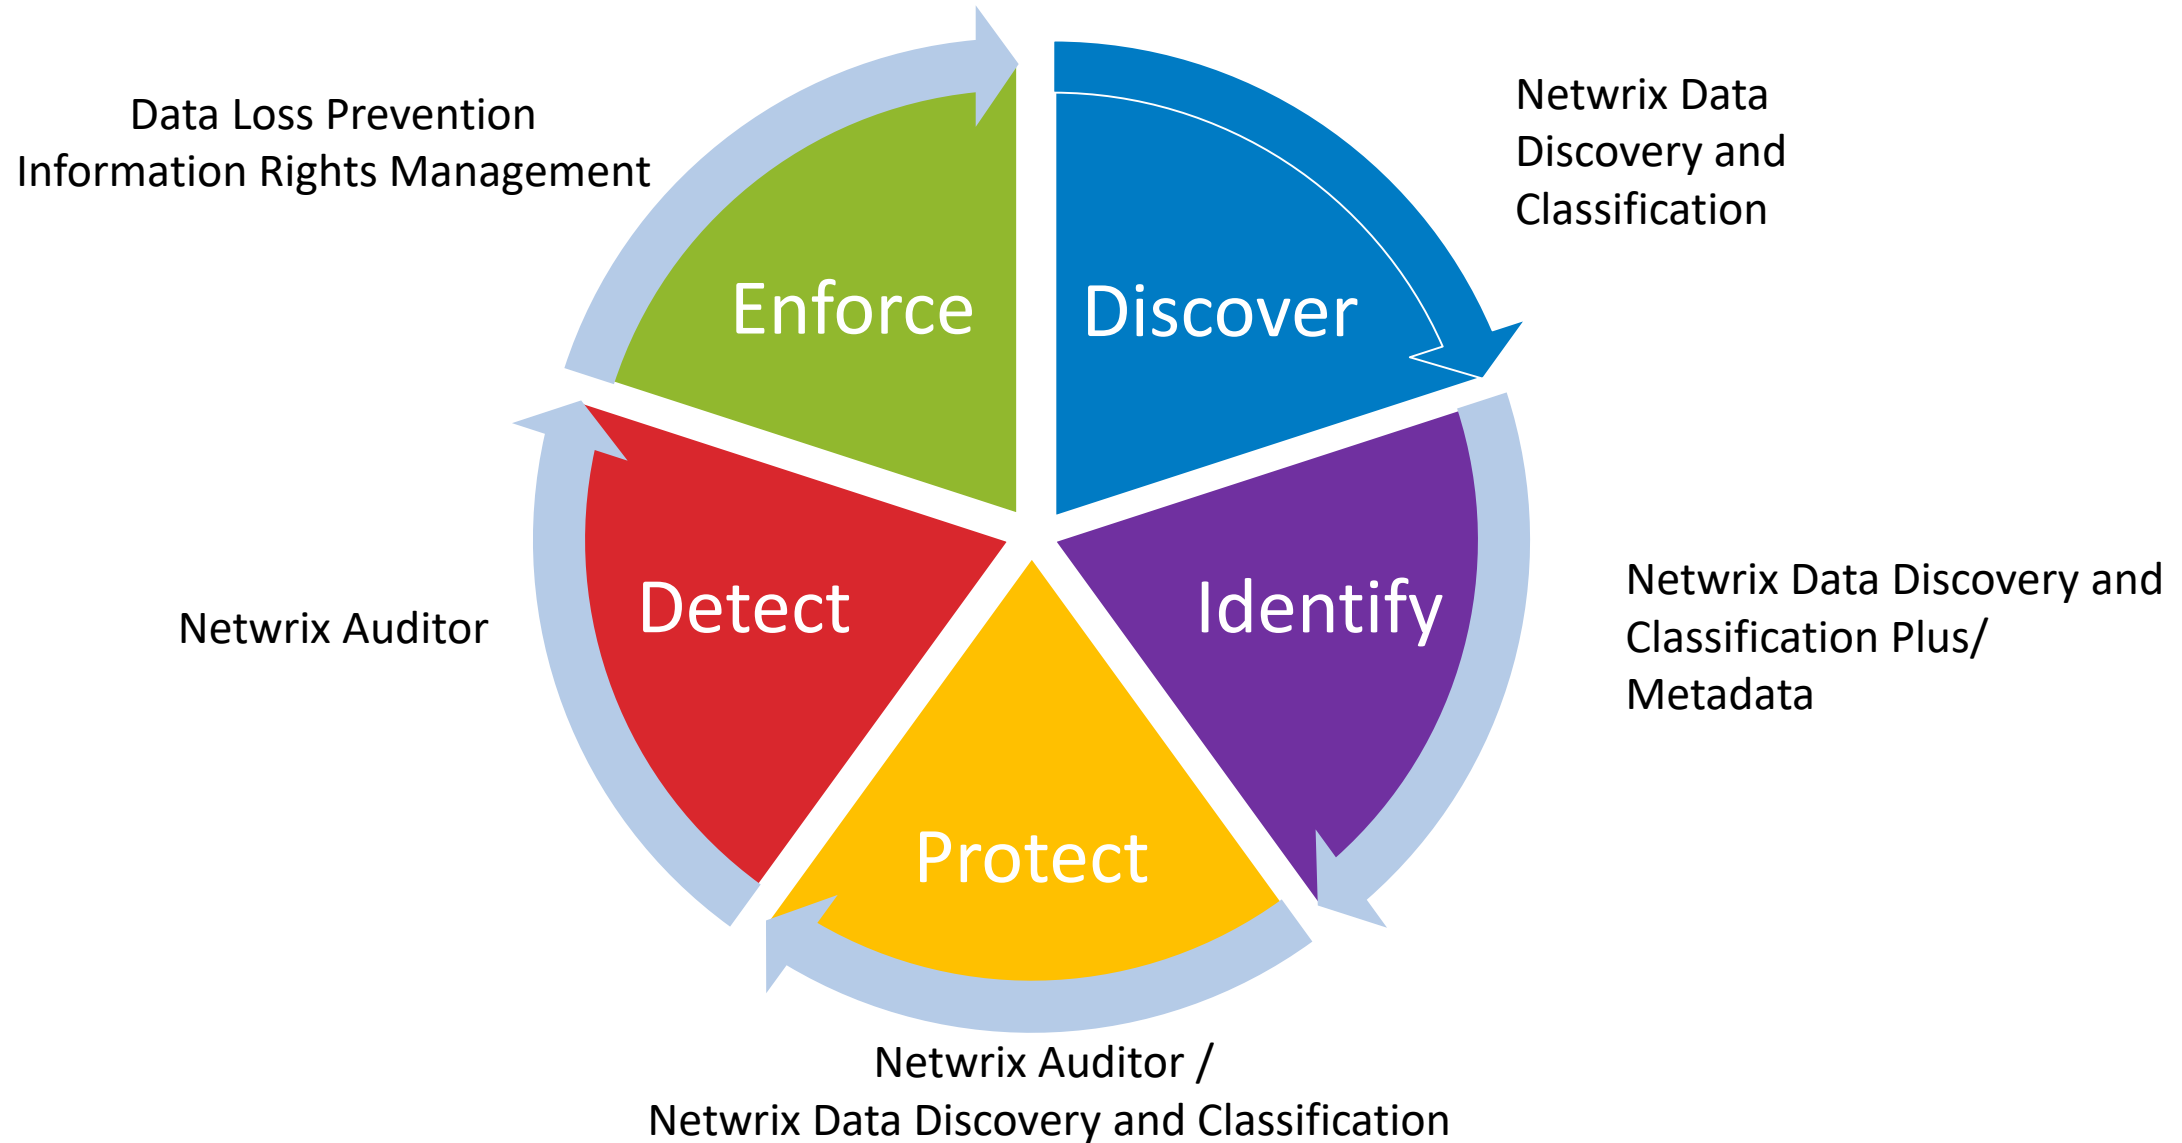 Data Loss Prevention
Information Rights Management
Netwrix Data
Discovery and
Classification
Enforce
Discover
Detect
Identify
Netwrix Auditor
Netwrix Data Discovery and
Classification Plus/
Metadata
Protect
Netwrix Auditor /
Netwrix Data Discovery and Classification